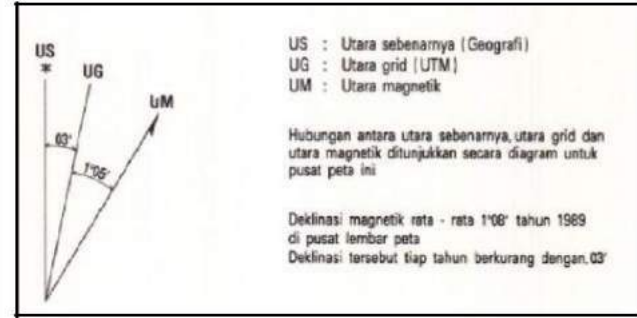 US
*
UG
UM
03'
1°05'
US : Utara sebenarnya (Geografi)
UG : Utara grid (UTM)
UM : Utara magnetik
Hubungan antara utara sebenarnya, utara grid dan
utara magnetik ditunjukkan secara diagram untuk
pusat peta ini
Deklinasi magnetik rata - rata 1°08' tahun 1989
di pusat lembar peta
Deklinasi tersebut tiap tahun berkurang dengan. 03'